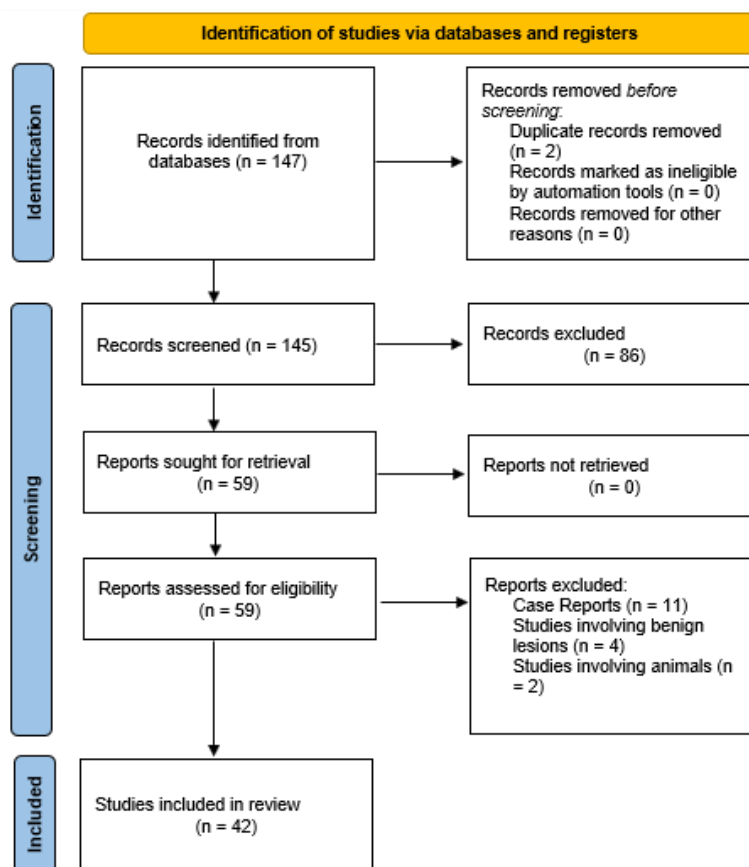 Identification of studies via databases and registers
Identification
Records identified from
databases (n = 147)
Records removed before
screening:
Duplicate records removed
(n = 2)
Records marked as ineligible
by automation tools (n = 0)
Records removed for other
reasons (n = 0)
Screening
Records screened (n = 145)
Records excluded
(n = 86)
Reports sought for retrieval
(n = 59)
Reports not retrieved
(n = 0)
Reports assessed for eligibility
(n = 59)
Reports excluded:
Case Reports (n = 11)
Studies involving benign
lesions (n = 4)
Studies involving animals (n
= 2)
Included
Studies included in review
(n = 42)